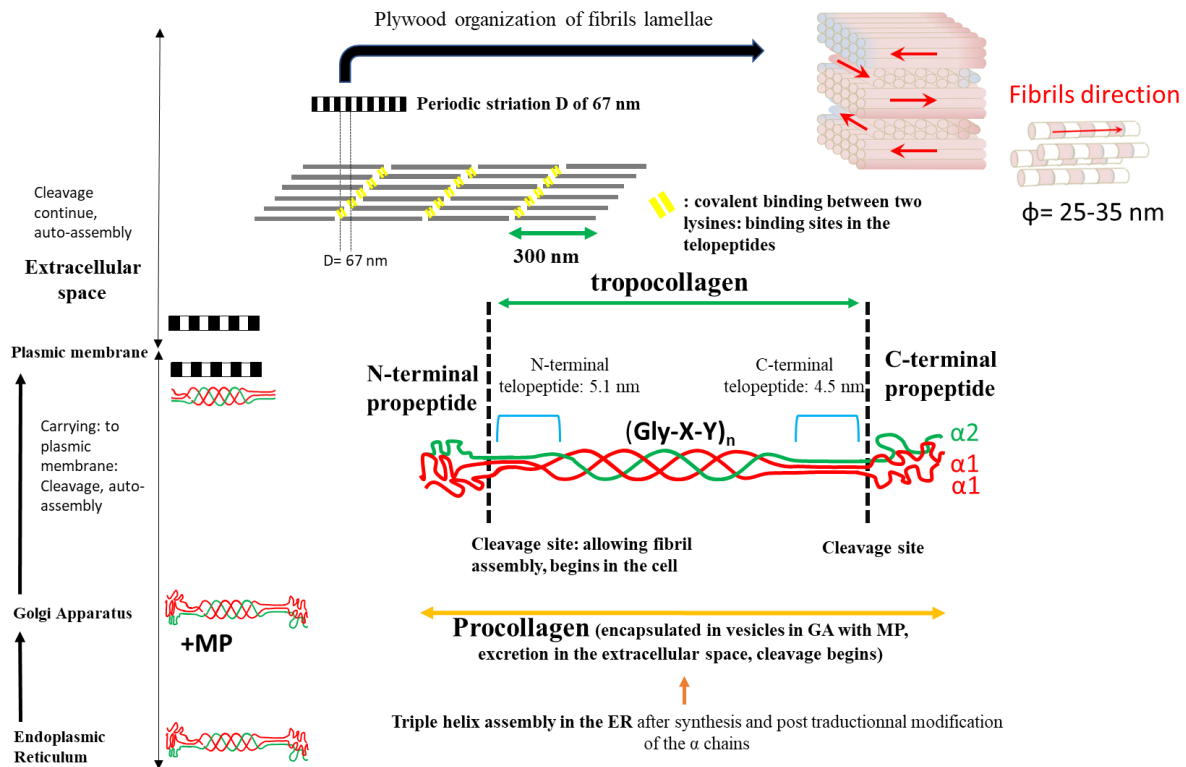 Plywood organization of fibrils lamellae
Periodic striation D of 67 nm
Fibrils direction
ϕ= 25-35 nm
Cleavage
continue,
auto-assembly
Extracellular
space
: covalent binding between two
lysines: binding sites in the
telopeptides
D= 67 nm
300 nm
tropocollagen
Plasmic membrane
N-terminal
propeptide
N-terminal
telopeptide: 5.1 nm
C-terminal
telopeptide: 4.5 nm
C-terminal
propeptide
(Gly-X-Y)n
α2
α1
α1
Carrying: to
plasmic
membrane:
Cleavage, auto-
assembly
Cleavage site: allowing fibril
assembly, begins in the cell
Cleavage site
Golgi Apparatus
+MP
Procollagen (encapsulated in vesicles in GA with MP,
excretion in the extracellular space, cleavage begins)
Triple helix assembly in the ER after synthesis and post traductionnal modification
of the α chains
Endoplasmic
Reticulum